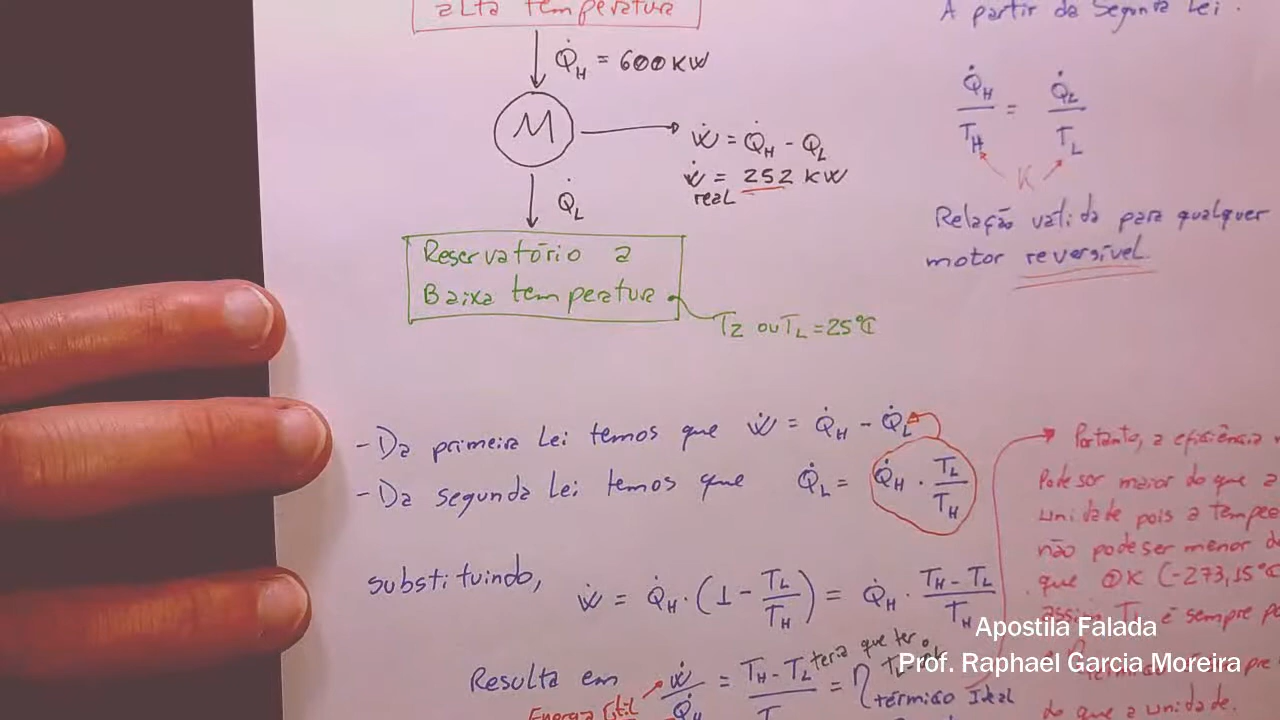 alta temperatura
Q̇H = 600 KW
M
ẇ = Q̇H - QL
ẇ real = 252 KW
Q̇L
Reservatório a
Baixa temperatura
T2 ou TL = 25°C
A partir da Segunda Lei.
Q̇H / TH = Q̇L / TL
K
Relação valida para qualquer
motor reversível.
- Da primeira Lei temos que ẇ = Q̇H - Q̇L
- Da segunda Lei temos que Q̇L = Q̇H · TL / TH
substituindo,
ẇ = Q̇H · (1 - TL / TH) = Q̇H · TH - TL / TH
Resulta em ẇ / Q̇H = TH - TL / T = η térmico Ideal
teria que ter
Energia Útil
Portanto, a eficiência
Pode ser maior do que a
unidade pois a
não pode ser menor
que 0K (-273,15°C
assim T é sempre
do que a unidade.
Apostila Falada
Prof. Raphael Garcia Moreira